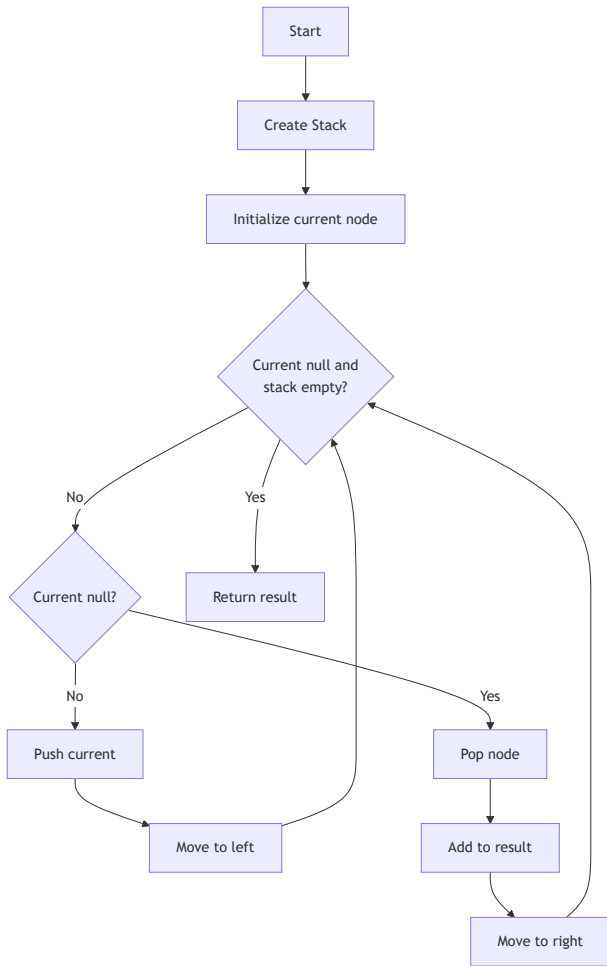 Start
Create Stack
Initialize current node
Current null and
stack empty?
No
Yes
Current null?
Return result
No
Yes
Push current
Pop node
Move to left
Add to result
Move to right